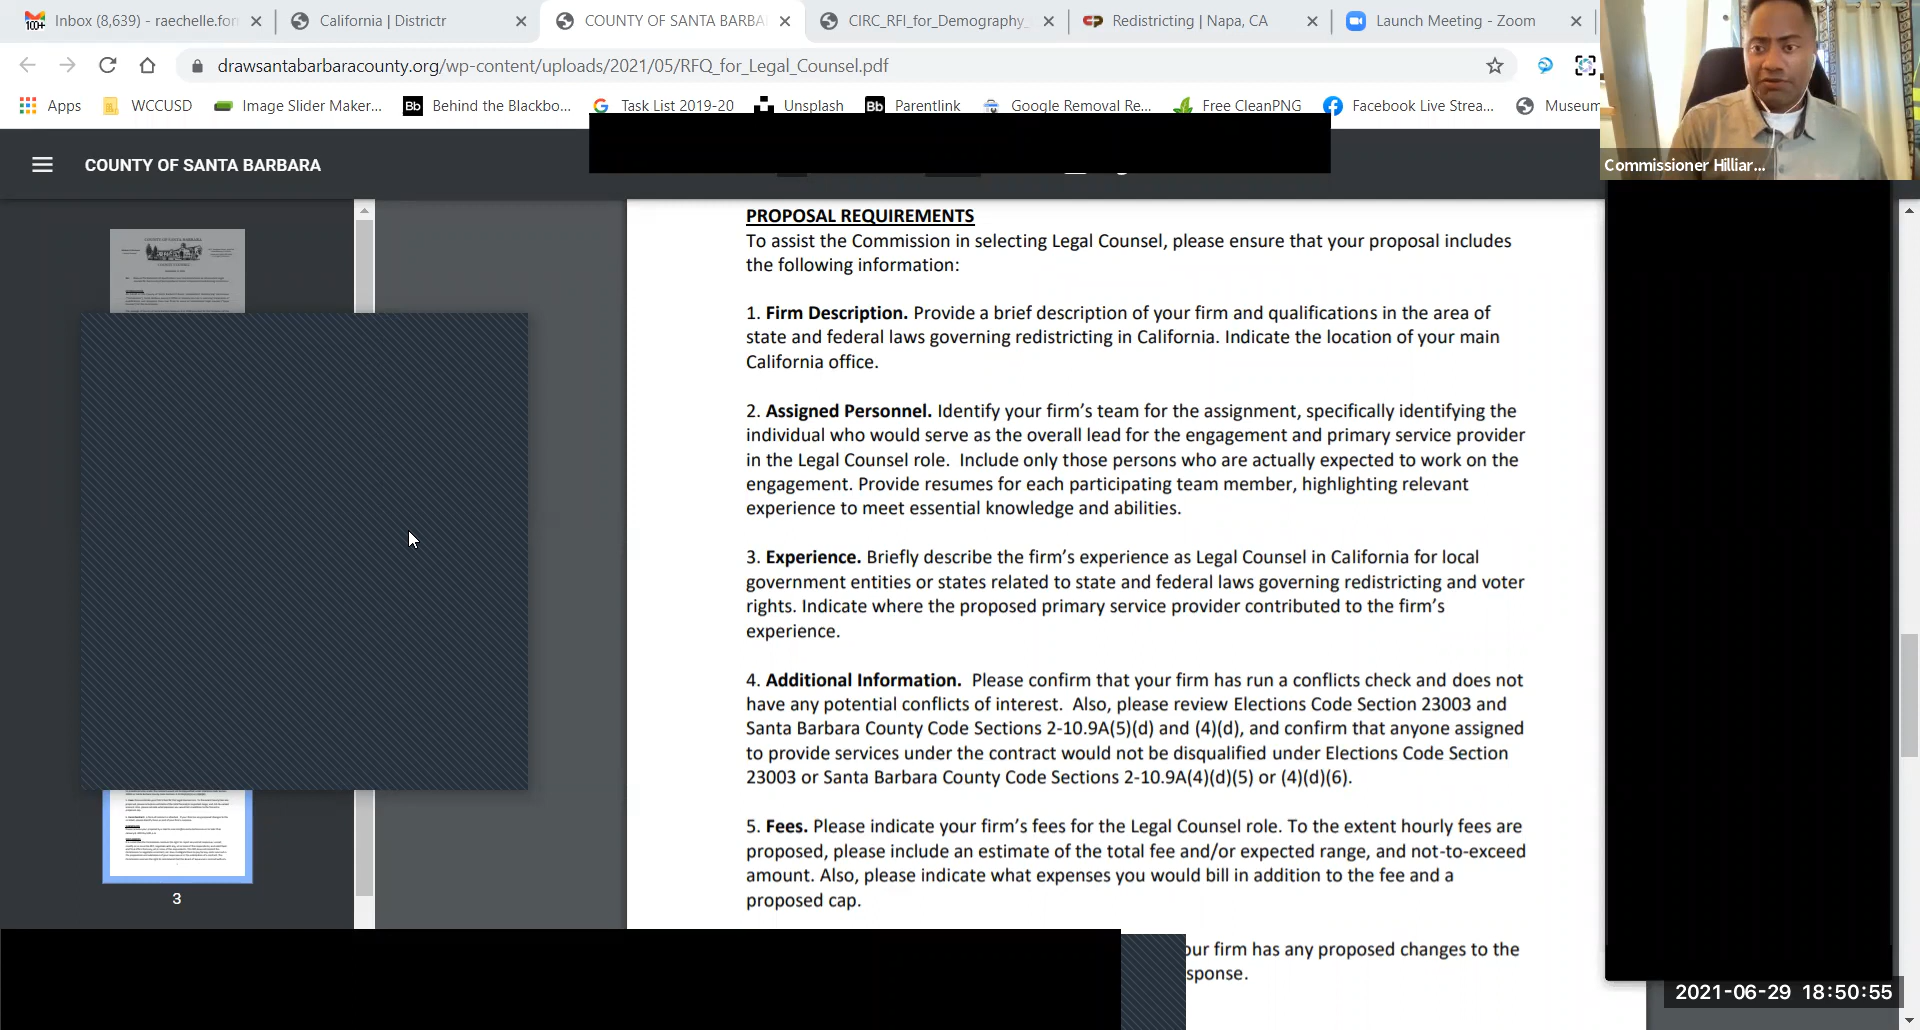 Inbox (8,639) - raechelle.for
California | Districtr
COUNTY OF SANTA BARBA
CIRC_RFI_for_Demography_
Redistricting | Napa, CA
Launch Meeting - Zoom
drawsantabarbaracounty.org/wp-content/uploads/2021/05/RFQ_for_Legal_Counsel.pdf
Apps
WCCUSD
Image Slider Maker...
Behind the Blackbo...
Task List 2019-20
Unsplash
Parentlink
Google Removal Re...
Free CleanPNG
Facebook Live Strea...
Museum
Commissioner Hilliar...
COUNTY OF SANTA BARBARA
PROPOSAL REQUIREMENTS
To assist the Commission in selecting Legal Counsel, please ensure that your proposal includes
the following information:
1. Firm Description. Provide a brief description of your firm and qualifications in the area of
state and federal laws governing redistricting in California. Indicate the location of your main
California office.
2. Assigned Personnel. Identify your firm's team for the assignment, specifically identifying the
individual who would serve as the overall lead for the engagement and primary service provider
in the Legal Counsel role.  Include only those persons who are actually expected to work on the
engagement. Provide resumes for each participating team member, highlighting relevant
experience to meet essential knowledge and abilities.
3. Experience. Briefly describe the firm's experience as Legal Counsel in California for local
government entities or states related to state and federal laws governing redistricting and voter
rights. Indicate where the proposed primary service provider contributed to the firm's
experience.
4. Additional Information.  Please confirm that your firm has run a conflicts check and does not
have any potential conflicts of interest.  Also, please review Elections Code Section 23003 and
Santa Barbara County Code Sections 2-10.9A(5)(d) and (4)(d), and confirm that anyone assigned
to provide services under the contract would not be disqualified under Elections Code Section
23003 or Santa Barbara County Code Sections 2-10.9A(4)(d)(5) or (4)(d)(6).
5. Fees. Please indicate your firm's fees for the Legal Counsel role. To the extent hourly fees are
proposed, please include an estimate of the total fee and/or expected range, and not-to-exceed
amount. Also, please indicate what expenses you would bill in addition to the fee and a
proposed cap.
our firm has any proposed changes to the
sponse.
3
2021-06-29 18:50:55